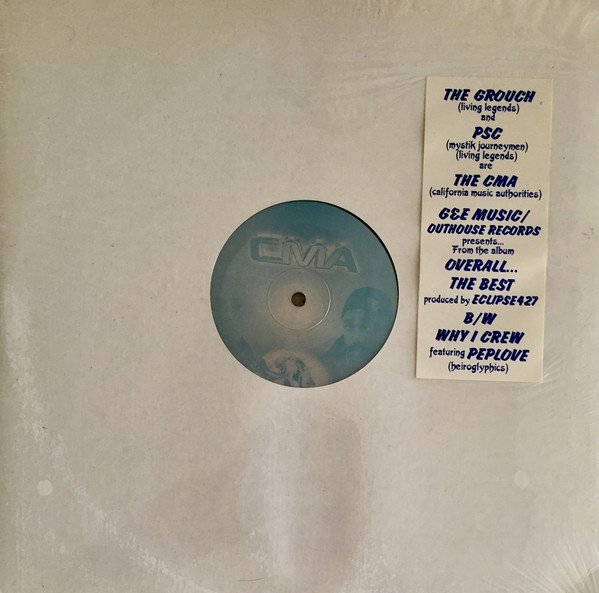 THE GROUCH
(living legends)
and
PSC
(mystik journeymen)
(living legends)
are
THE CMA
(california music authorities)
G&E MUSIC/
OUTHOUSE RECORDS
presents...
From the album
OVERALL...
THE BEST
produced by ECLIPSE427
B/W
WHY I CREW
featuring PEPLOVE
(heiroglyphics)
CMA